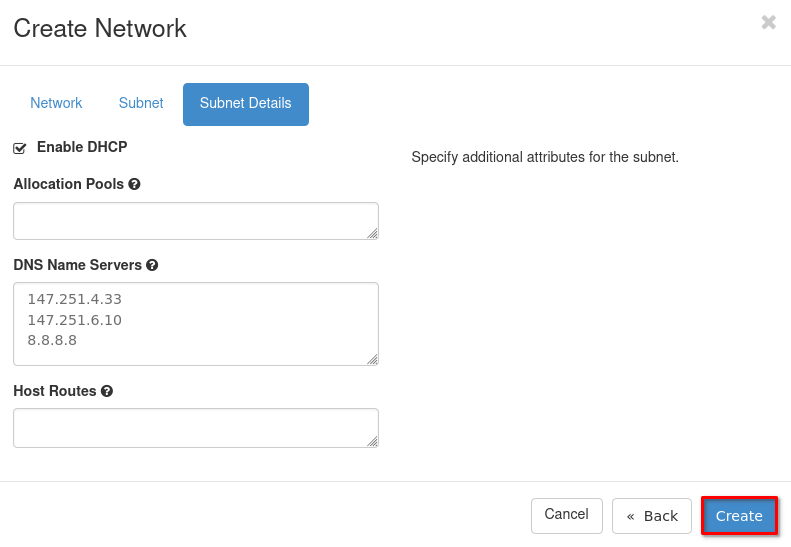 Create Network
Network Subnet Subnet Details
Enable DHCP
Specify additional attributes for the subnet.
Allocation Pools
DNS Name Servers
147.251.4.33
147.251.6.10
8.8.8.8
Host Routes
Cancel « Back Create